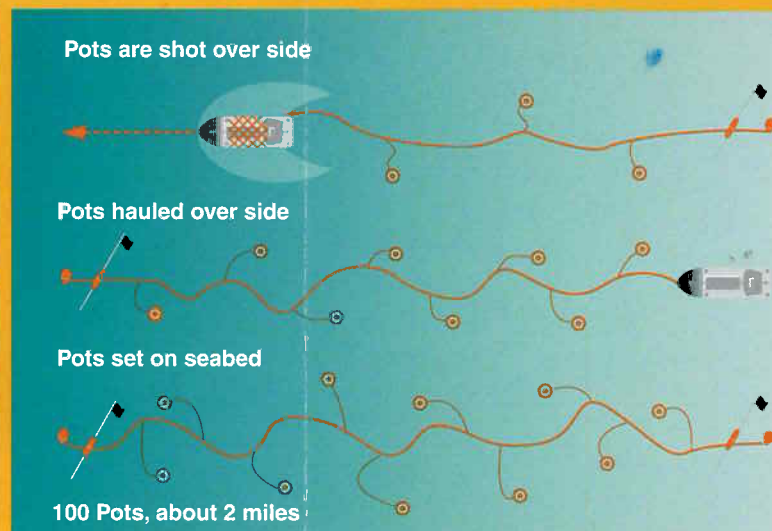 Pots are shot over side
Pots hauled over side
Pots set on seabed
100 Pots, about 2 miles